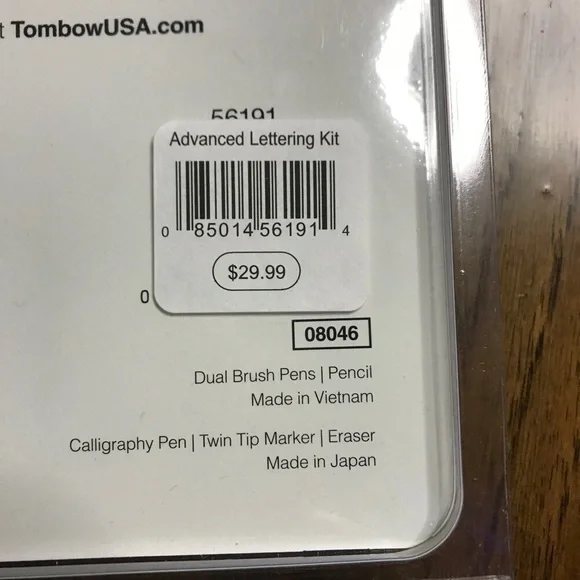 t TombowUSA.com
56191
Advanced Lettering Kit
0 85014 56191 4
$29.99
0
08046
Dual Brush Pens | Pencil
Made in Vietnam
Calligraphy Pen | Twin Tip Marker | Eraser
Made in Japan